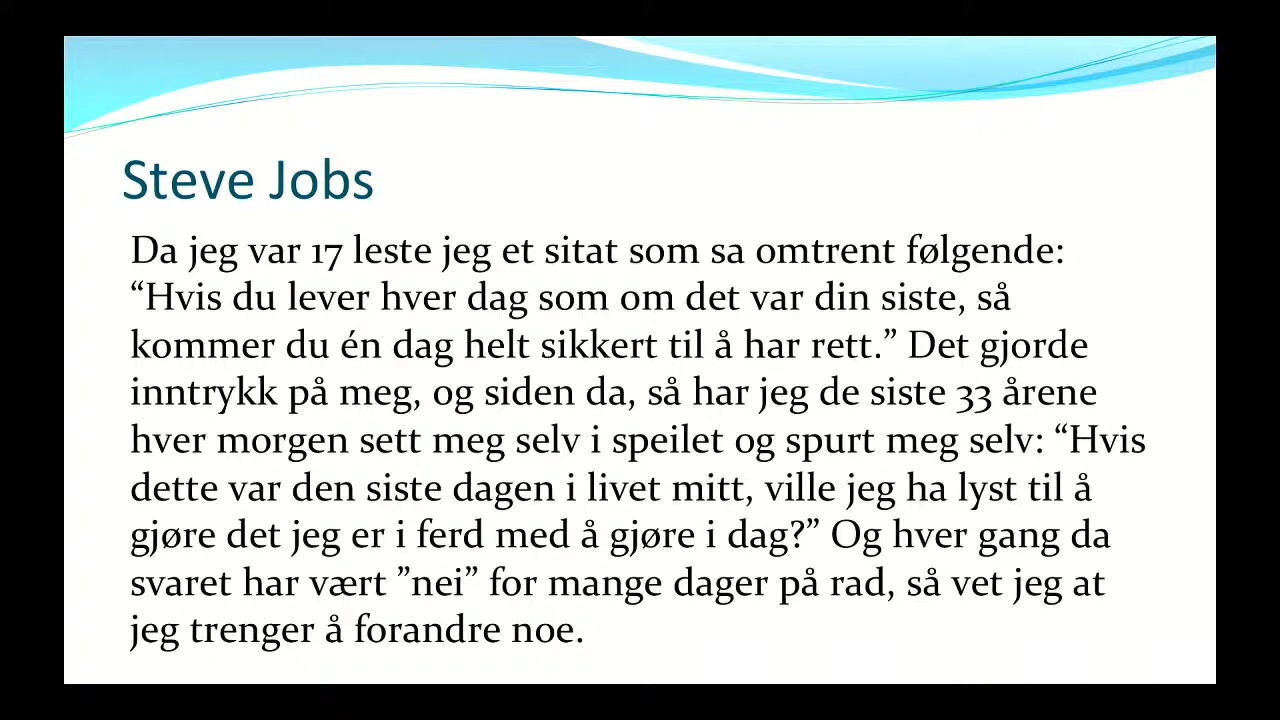 Steve Jobs
Da jeg var 17 leste jeg et sitat som sa omtrent følgende:
“Hvis du lever hver dag som om det var din siste, så
kommer du én dag helt sikkert til å har rett.” Det gjorde
inntrykk på meg, og siden da, så har jeg de siste 33 årene
hver morgen sett meg selv i speilet og spurt meg selv: “Hvis
dette var den siste dagen i livet mitt, ville jeg ha lyst til å
gjøre det jeg er i ferd med å gjøre i dag?” Og hver gang da
svaret har vært ”nei” for mange dager på rad, så vet jeg at
jeg trenger å forandre noe.